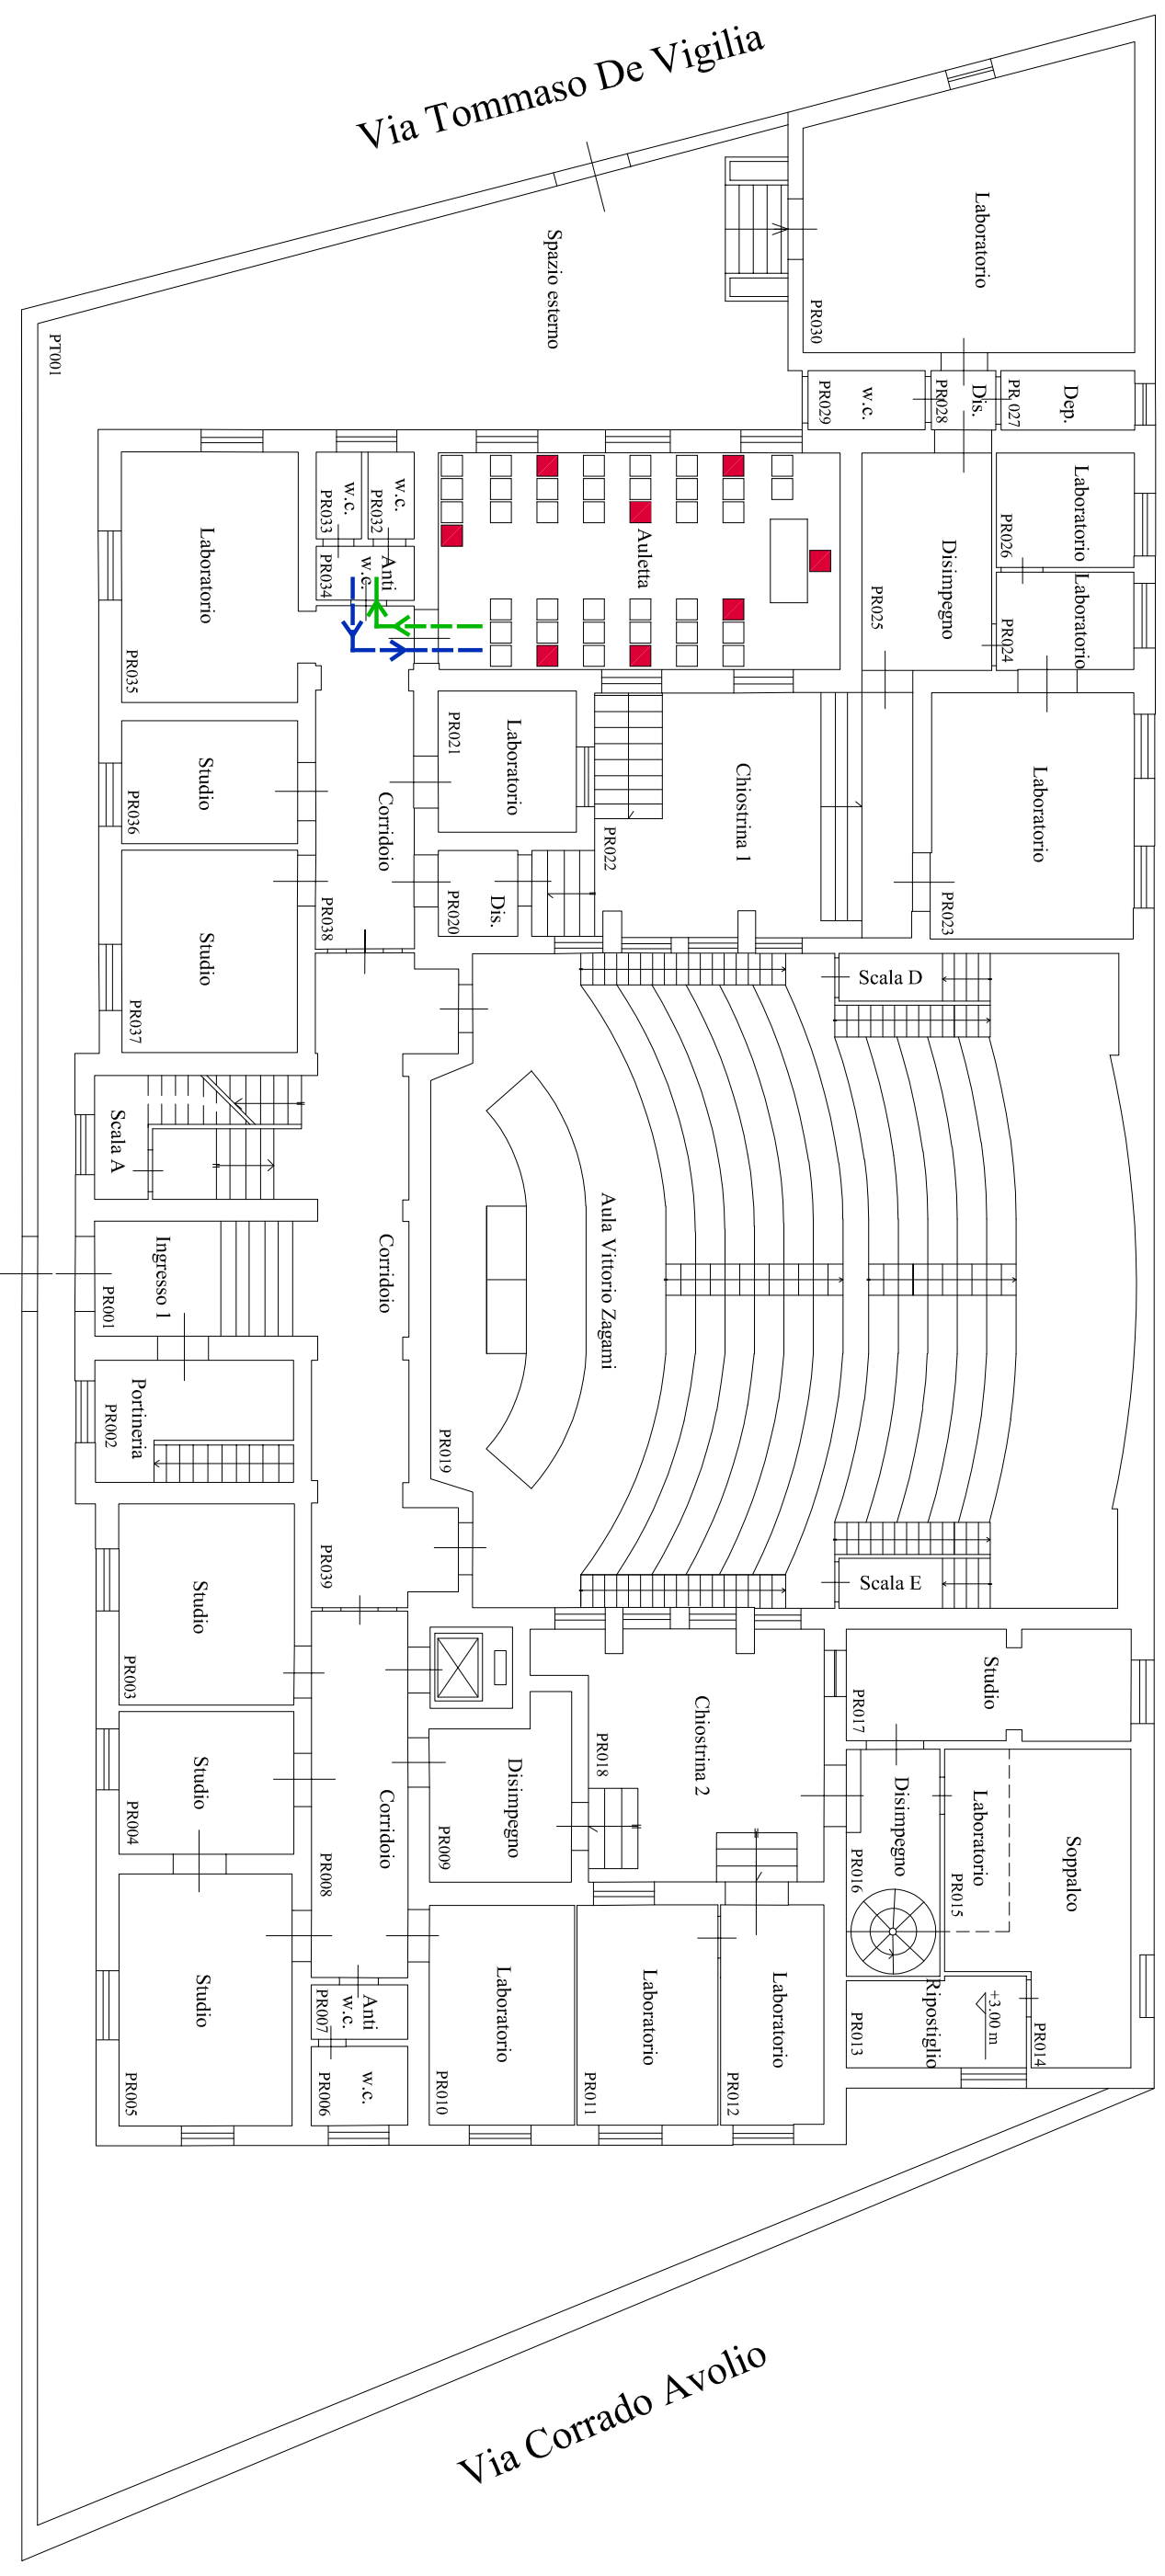 Via Tommaso De Vigilia
Laboratorio
PR030
Spazio esterno
PT001
Dep.
PR,027
Dis.
PR028
w.c.
PR029
Laboratorio
PR026
Laboratorio
PR024
Disimpegno
PR025
Auletta
w.c.
PR032
w.c.
PR033
Anti
w.c.
PR034
Laboratorio
PR035
Laboratorio
PR023
Chiostrina 1
PR022
Laboratorio
PR021
Dis.
PR020
Corridoio
PR038
Studio
PR036
Studio
PR037
Scala D
Scala A
Aula Vittorio Zagami
PR019
Corridoio
PR039
Ingresso 1
PR001
Portineria
PR002
Scala E
Studio
PR003
Studio
PR004
Studio
PR005
Corridoio
PR008
Anti
w.c.
PR007
w.c.
PR006
Disimpegno
PR009
Chiostrina 2
PR018
Studio
PR017
Disimpegno
PR016
Laboratorio
PR015
Soppalco
PR014
+3.00 m
Ripostiglio
PR013
Laboratorio
PR012
Laboratorio
PR011
Laboratorio
PR010
Via Corrado Avolio